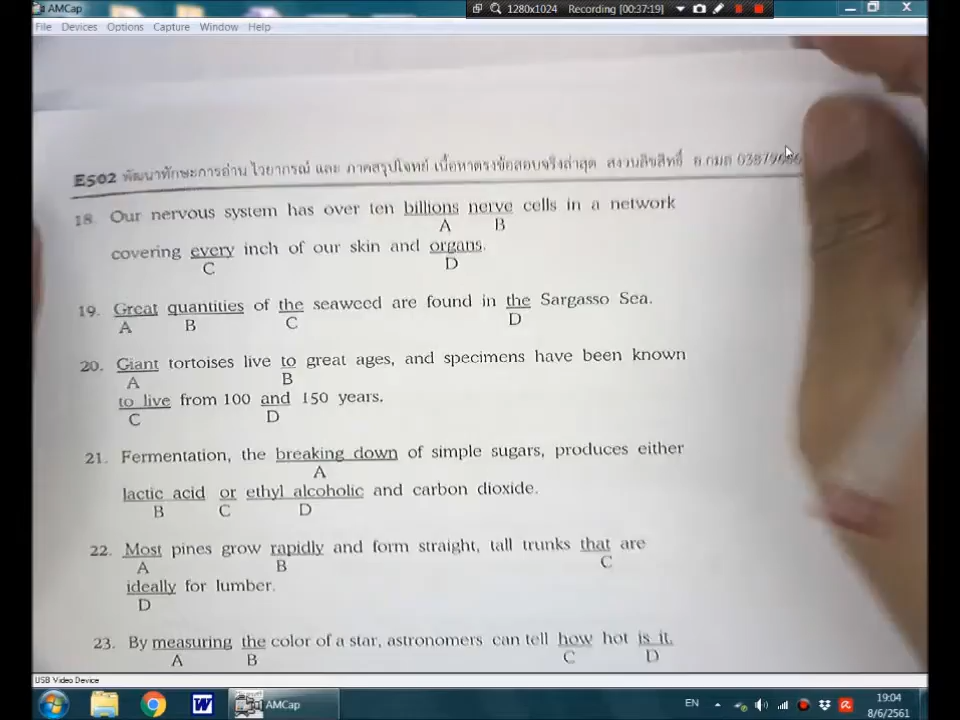 AMCap
1280x1024 Recording [00:37:19]
File Devices Options Capture Window Help
ES02 พัฒนาทักษะการอ่าน ไวยากรณ์ และ ภาคสรุปโจทย์ เนื้อหาตรงข้อสอบจริงล่าสุด สงวนลิขสิทธิ์
18. Our nervous system has over ten billions nerve cells in a network
A B
covering every inch of our skin and organs.
C D
19. Great quantities of the seaweed are found in the Sargasso Sea.
A B C D
20. Giant tortoises live to great ages, and specimens have been known
A B
to live from 100 and 150 years.
C D
21. Fermentation, the breaking down of simple sugars, produces either
A
lactic acid or ethyl alcoholic and carbon dioxide.
B C D
22. Most pines grow rapidly and form straight, tall trunks that are
A B C
ideally for lumber.
D
23. By measuring the color of a star, astronomers can tell how hot is it.
A B C D
USB Video Device
AMCap
EN
19:04
8/6/2561